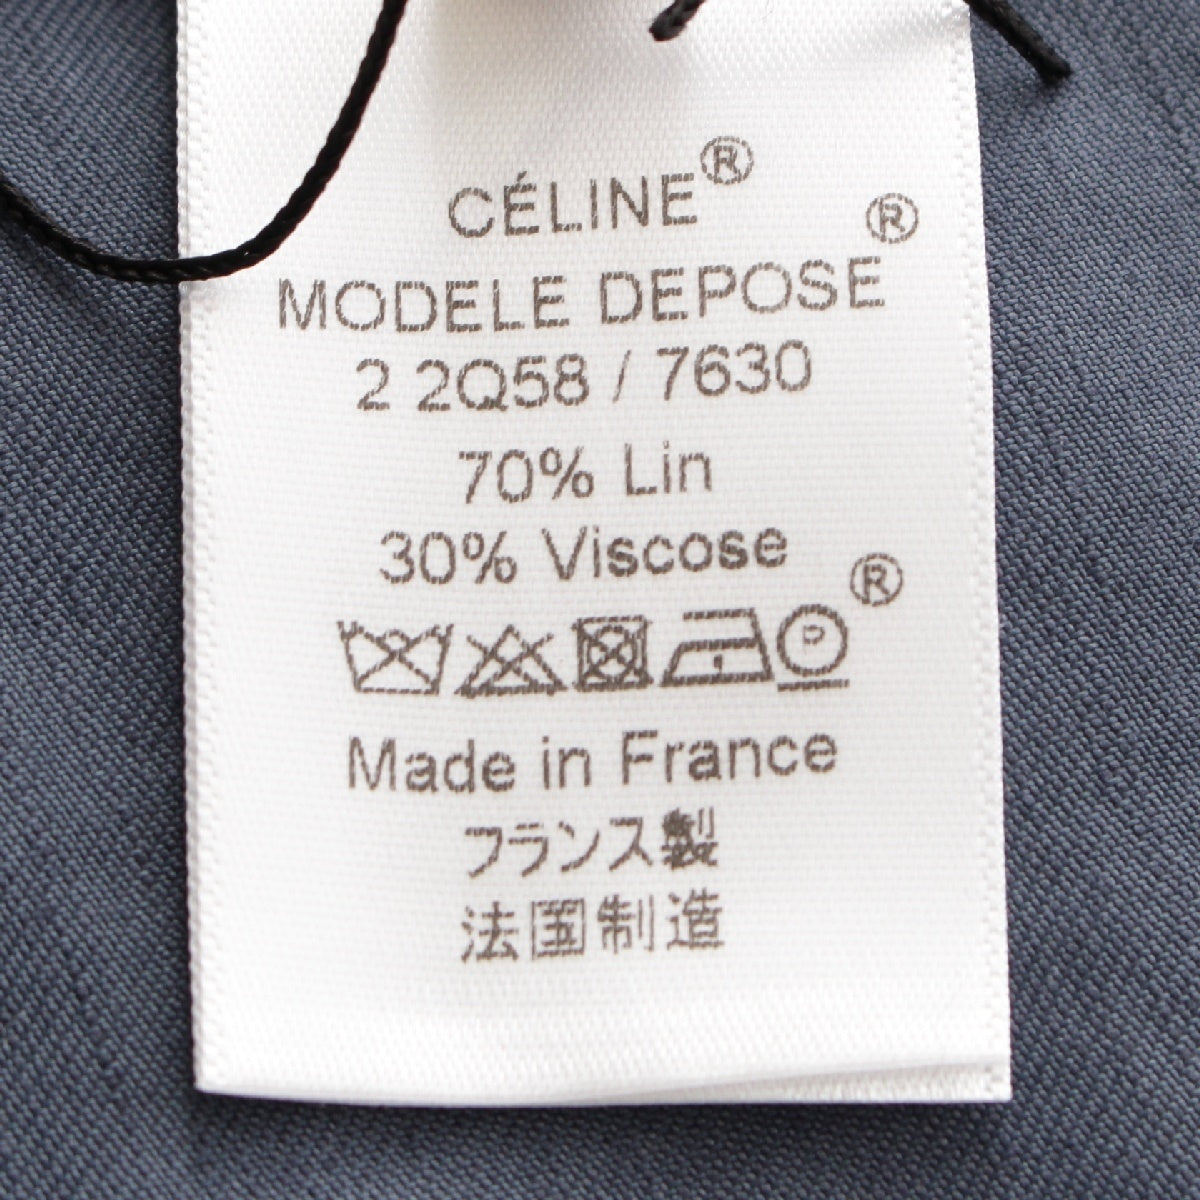 CÉLINE®
MODELE DEPOSE®
2 2Q58 / 7630
70% Lin
30% Viscose
P ®
Made in France
フランス製
法国制造